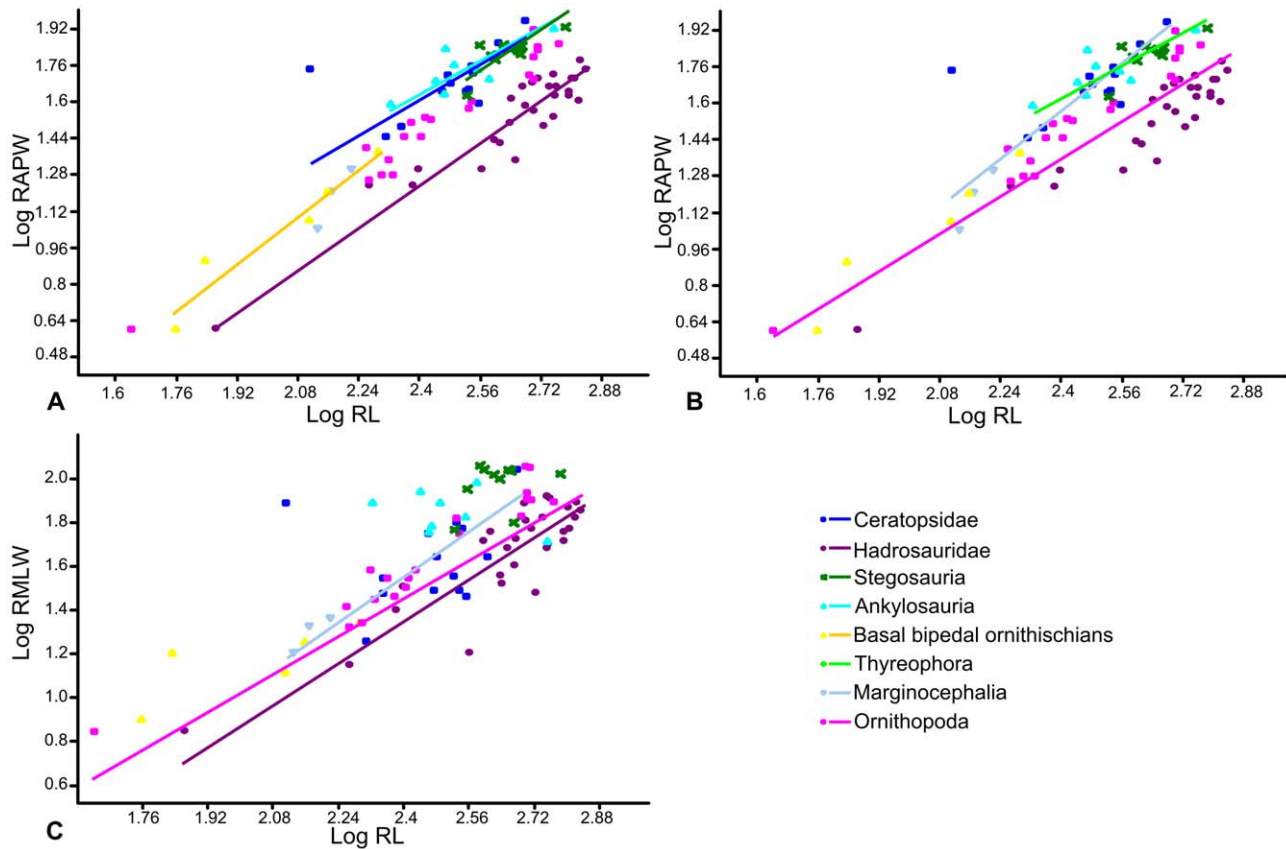 1.92
1.76
1.6
1.44
1.28
1.12
0.96
0.8
0.64
0.48
Log RAPW
1.6 1.76 1.92 2.08 2.24 2.4 2.56 2.72 2.88
A
Log RL
1.92
1.76
1.6
1.44
1.28
1.12
0.96
0.8
0.64
0.48
Log RAPW
1.6 1.76 1.92 2.08 2.24 2.4 2.56 2.72 2.88
B
Log RL
2.0
1.8
1.6
1.4
1.2
1.0
0.8
0.6
Log RMLW
1.76 1.92 2.08 2.24 2.4 2.56 2.72 2.88
C
Log RL
Ceratopsidae
Hadrosauridae
Stegosauria
Ankylosauria
Basal bipedal ornithischians
Thyreophora
Marginocephalia
Ornithopoda